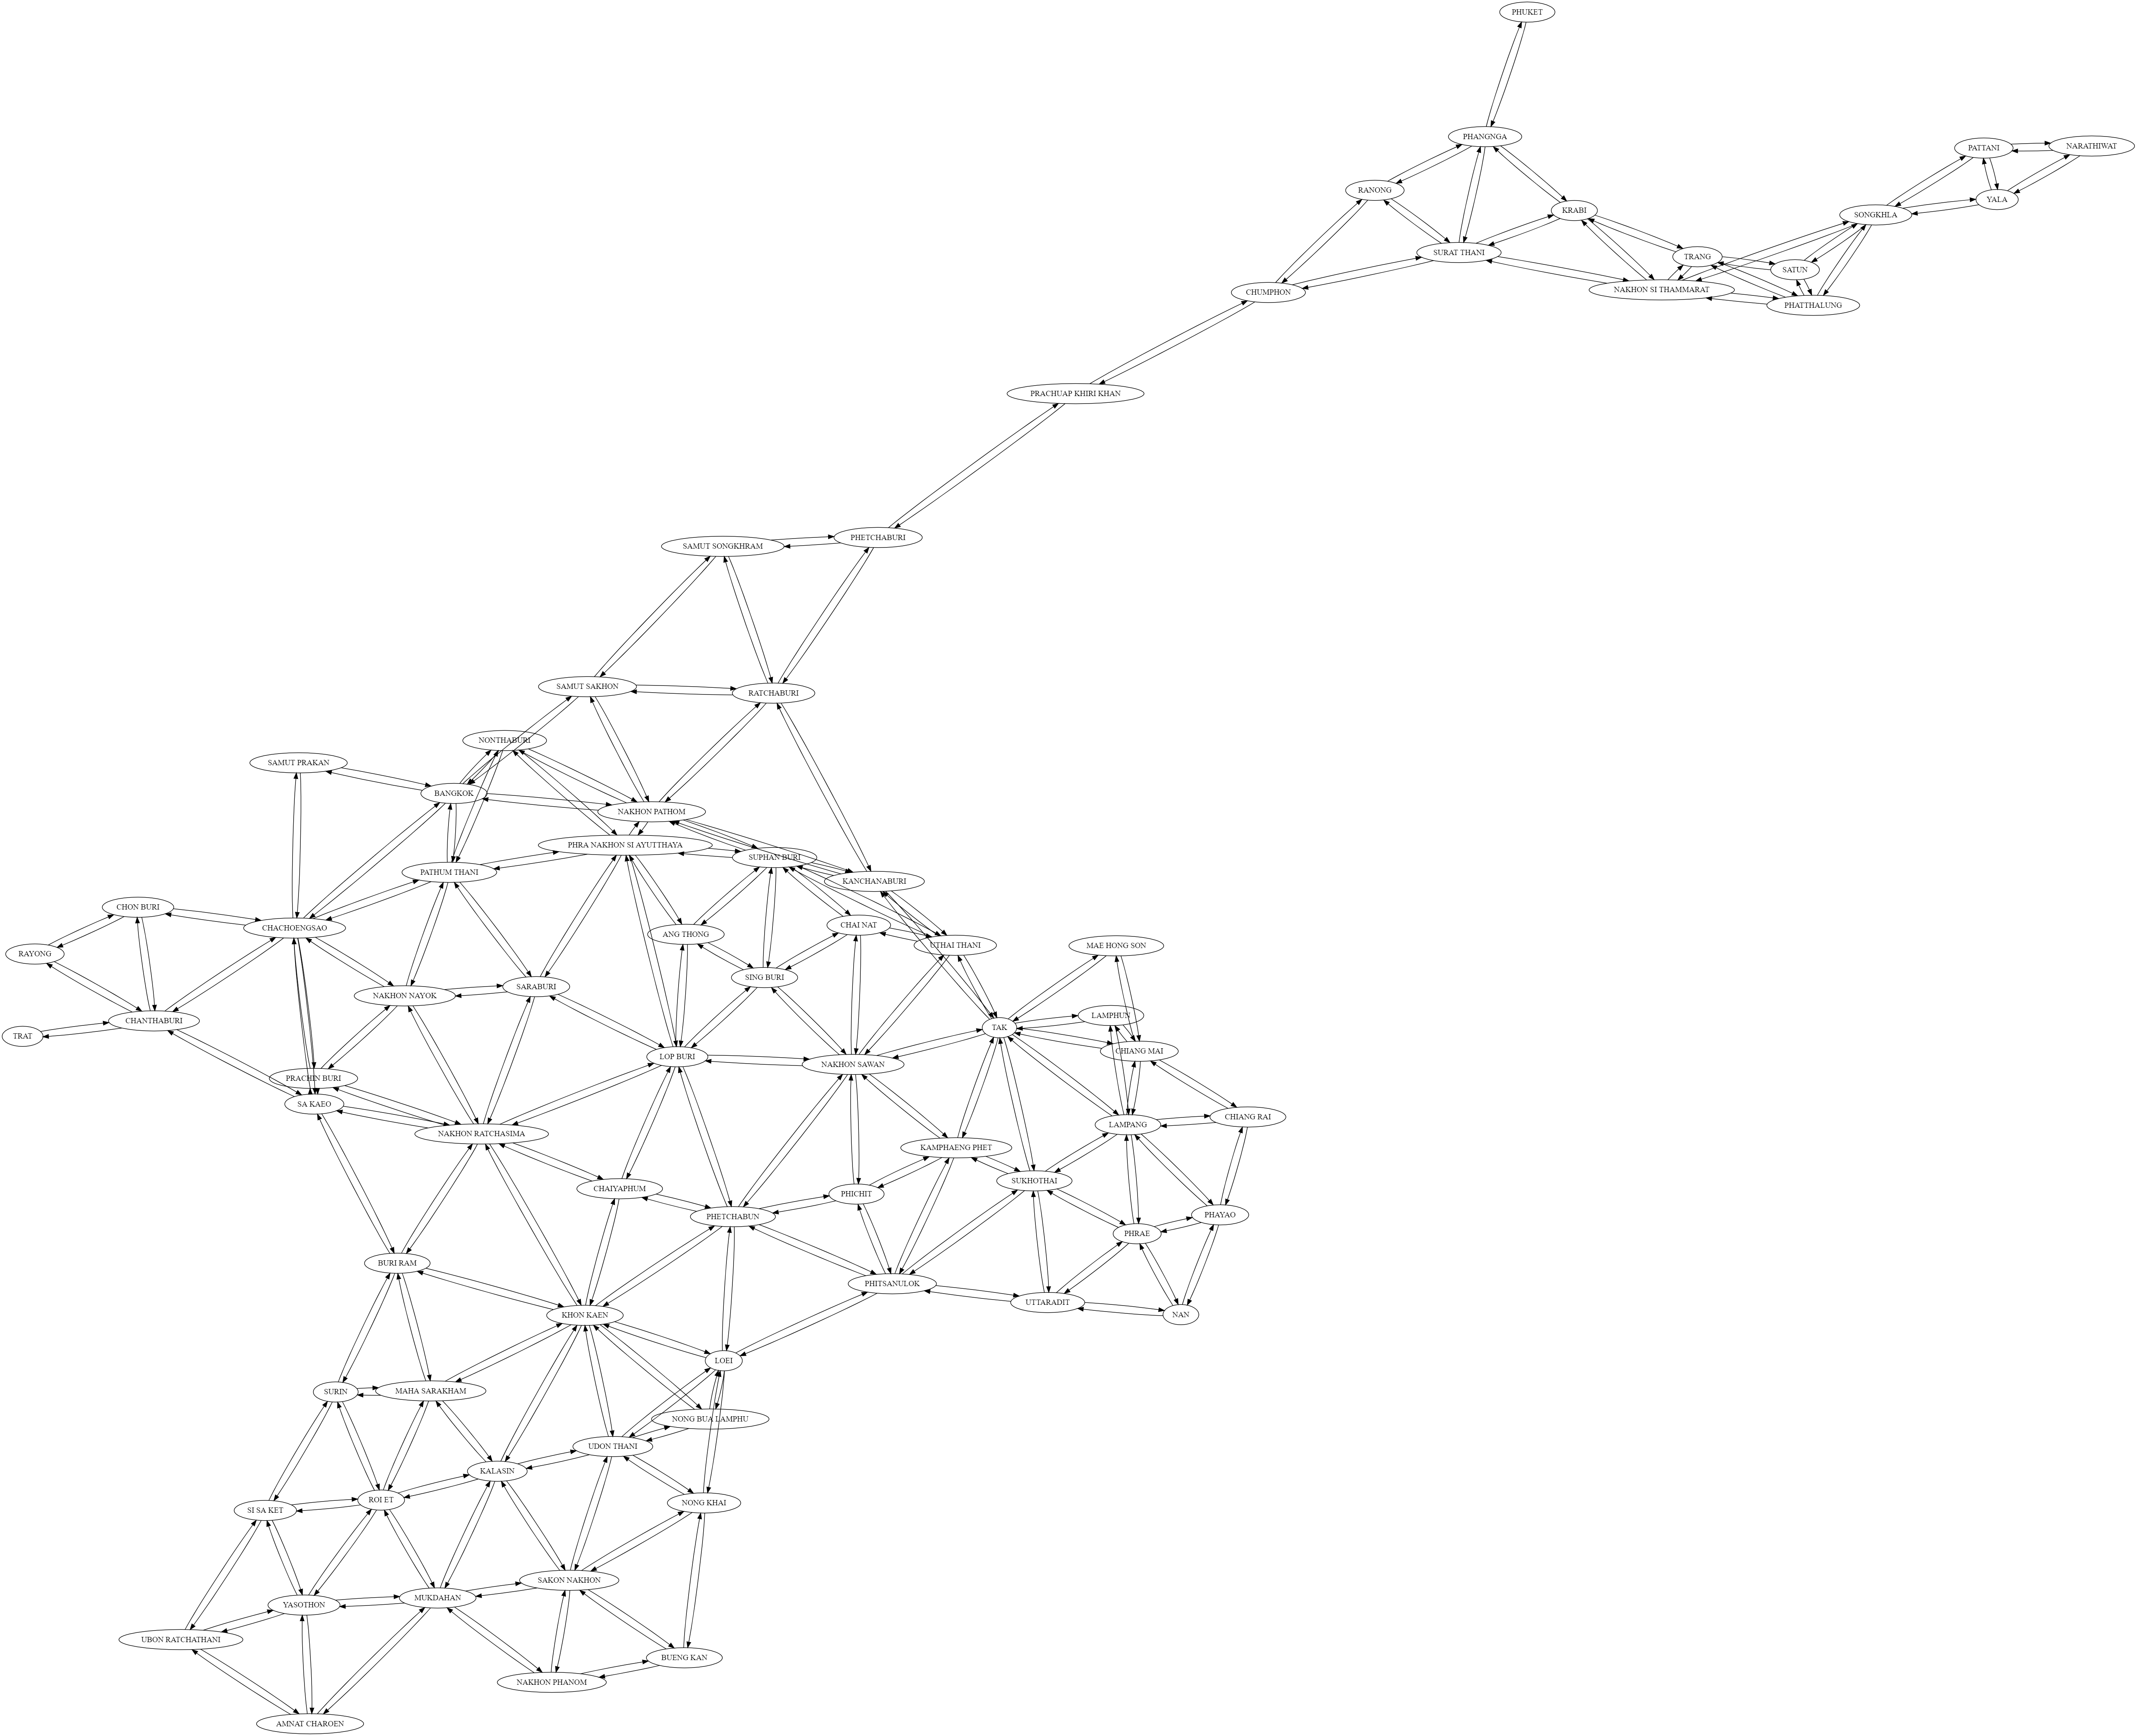 PHUKET
PHANGNGA
PATTANI
NARATHIWAT
RANONG
YALA
KRABI
SONGKHLA
SURAT THANI
TRANG
SATUN
NAKHON SI THAMMARAT
CHUMPHON
PHATTHALUNG
PRACHUAP KHIRI KHAN
PHETCHABURI
SAMUT SONGKHRAM
SAMUT SAKHON
RATCHABURI
NONTHABURI
SAMUT PRAKAN
BANGKOK
NAKHON PATHOM
PHRA NAKHON SI AYUTTHAYA
SUPHAN BURI
PATHUM THANI
KANCHANABURI
CHON BURI
CHACHOENGSAO
CHAI NAT
ANG THONG
UTHAI THANI
MAE HONG SON
RAYONG
SING BURI
SARABURI
NAKHON NAYOK
LAMPHUN
CHANTHABURI
TAK
TRAT
CHIANG MAI
LOP BURI
NAKHON SAWAN
PRACHIN BURI
SA KAEO
CHIANG RAI
LAMPANG
NAKHON RATCHASIMA
KAMPHAENG PHET
SUKHOTHAI
CHAIYAPHUM
PHICHIT
PHETCHABUN
PHAYAO
PHRAE
BURI RAM
PHITSANULOK
UTTARADIT
NAN
KHON KAEN
LOEI
SURIN
MAHA SARAKHAM
NONG BUA LAMPHU
UDON THANI
KALASIN
ROI ET
NONG KHAI
SI SA KET
SAKON NAKHON
MUKDAHAN
YASOTHON
UBON RATCHATHANI
BUENG KAN
NAKHON PHANOM
AMNAT CHAROEN